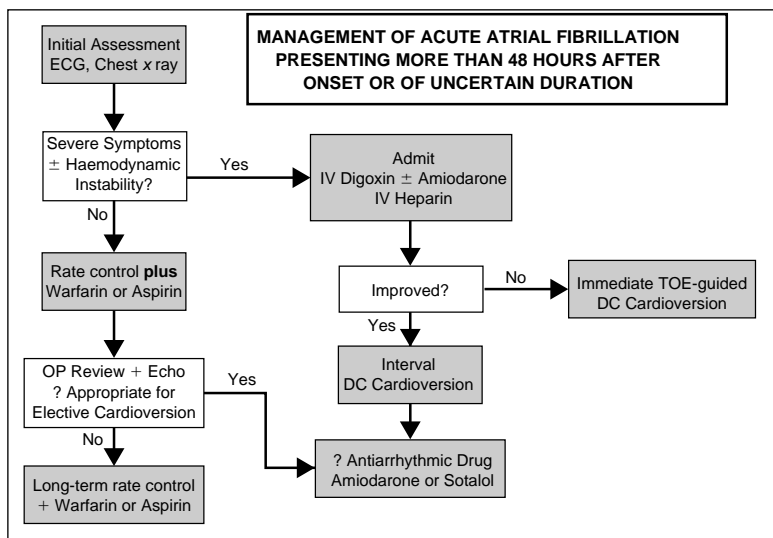 MANAGEMENT OF ACUTE ATRIAL FIBRILLATION
PRESENTING MORE THAN 48 HOURS AFTER
ONSET OR OF UNCERTAIN DURATION
Initial Assessment
ECG, Chest x ray
Severe Symptoms
± Haemodynamic
Instability?
Yes
Admit
IV Digoxin ± Amiodarone
IV Heparin
No
Rate control plus
Warfarin or Aspirin
Improved?
No
Immediate TOE-guided
DC Cardioversion
Yes
Interval
DC Cardioversion
OP Review + Echo
? Appropriate for
Elective Cardioversion
Yes
No
? Antiarrhythmic Drug
Amiodarone or Sotalol
Long-term rate control
+ Warfarin or Aspirin